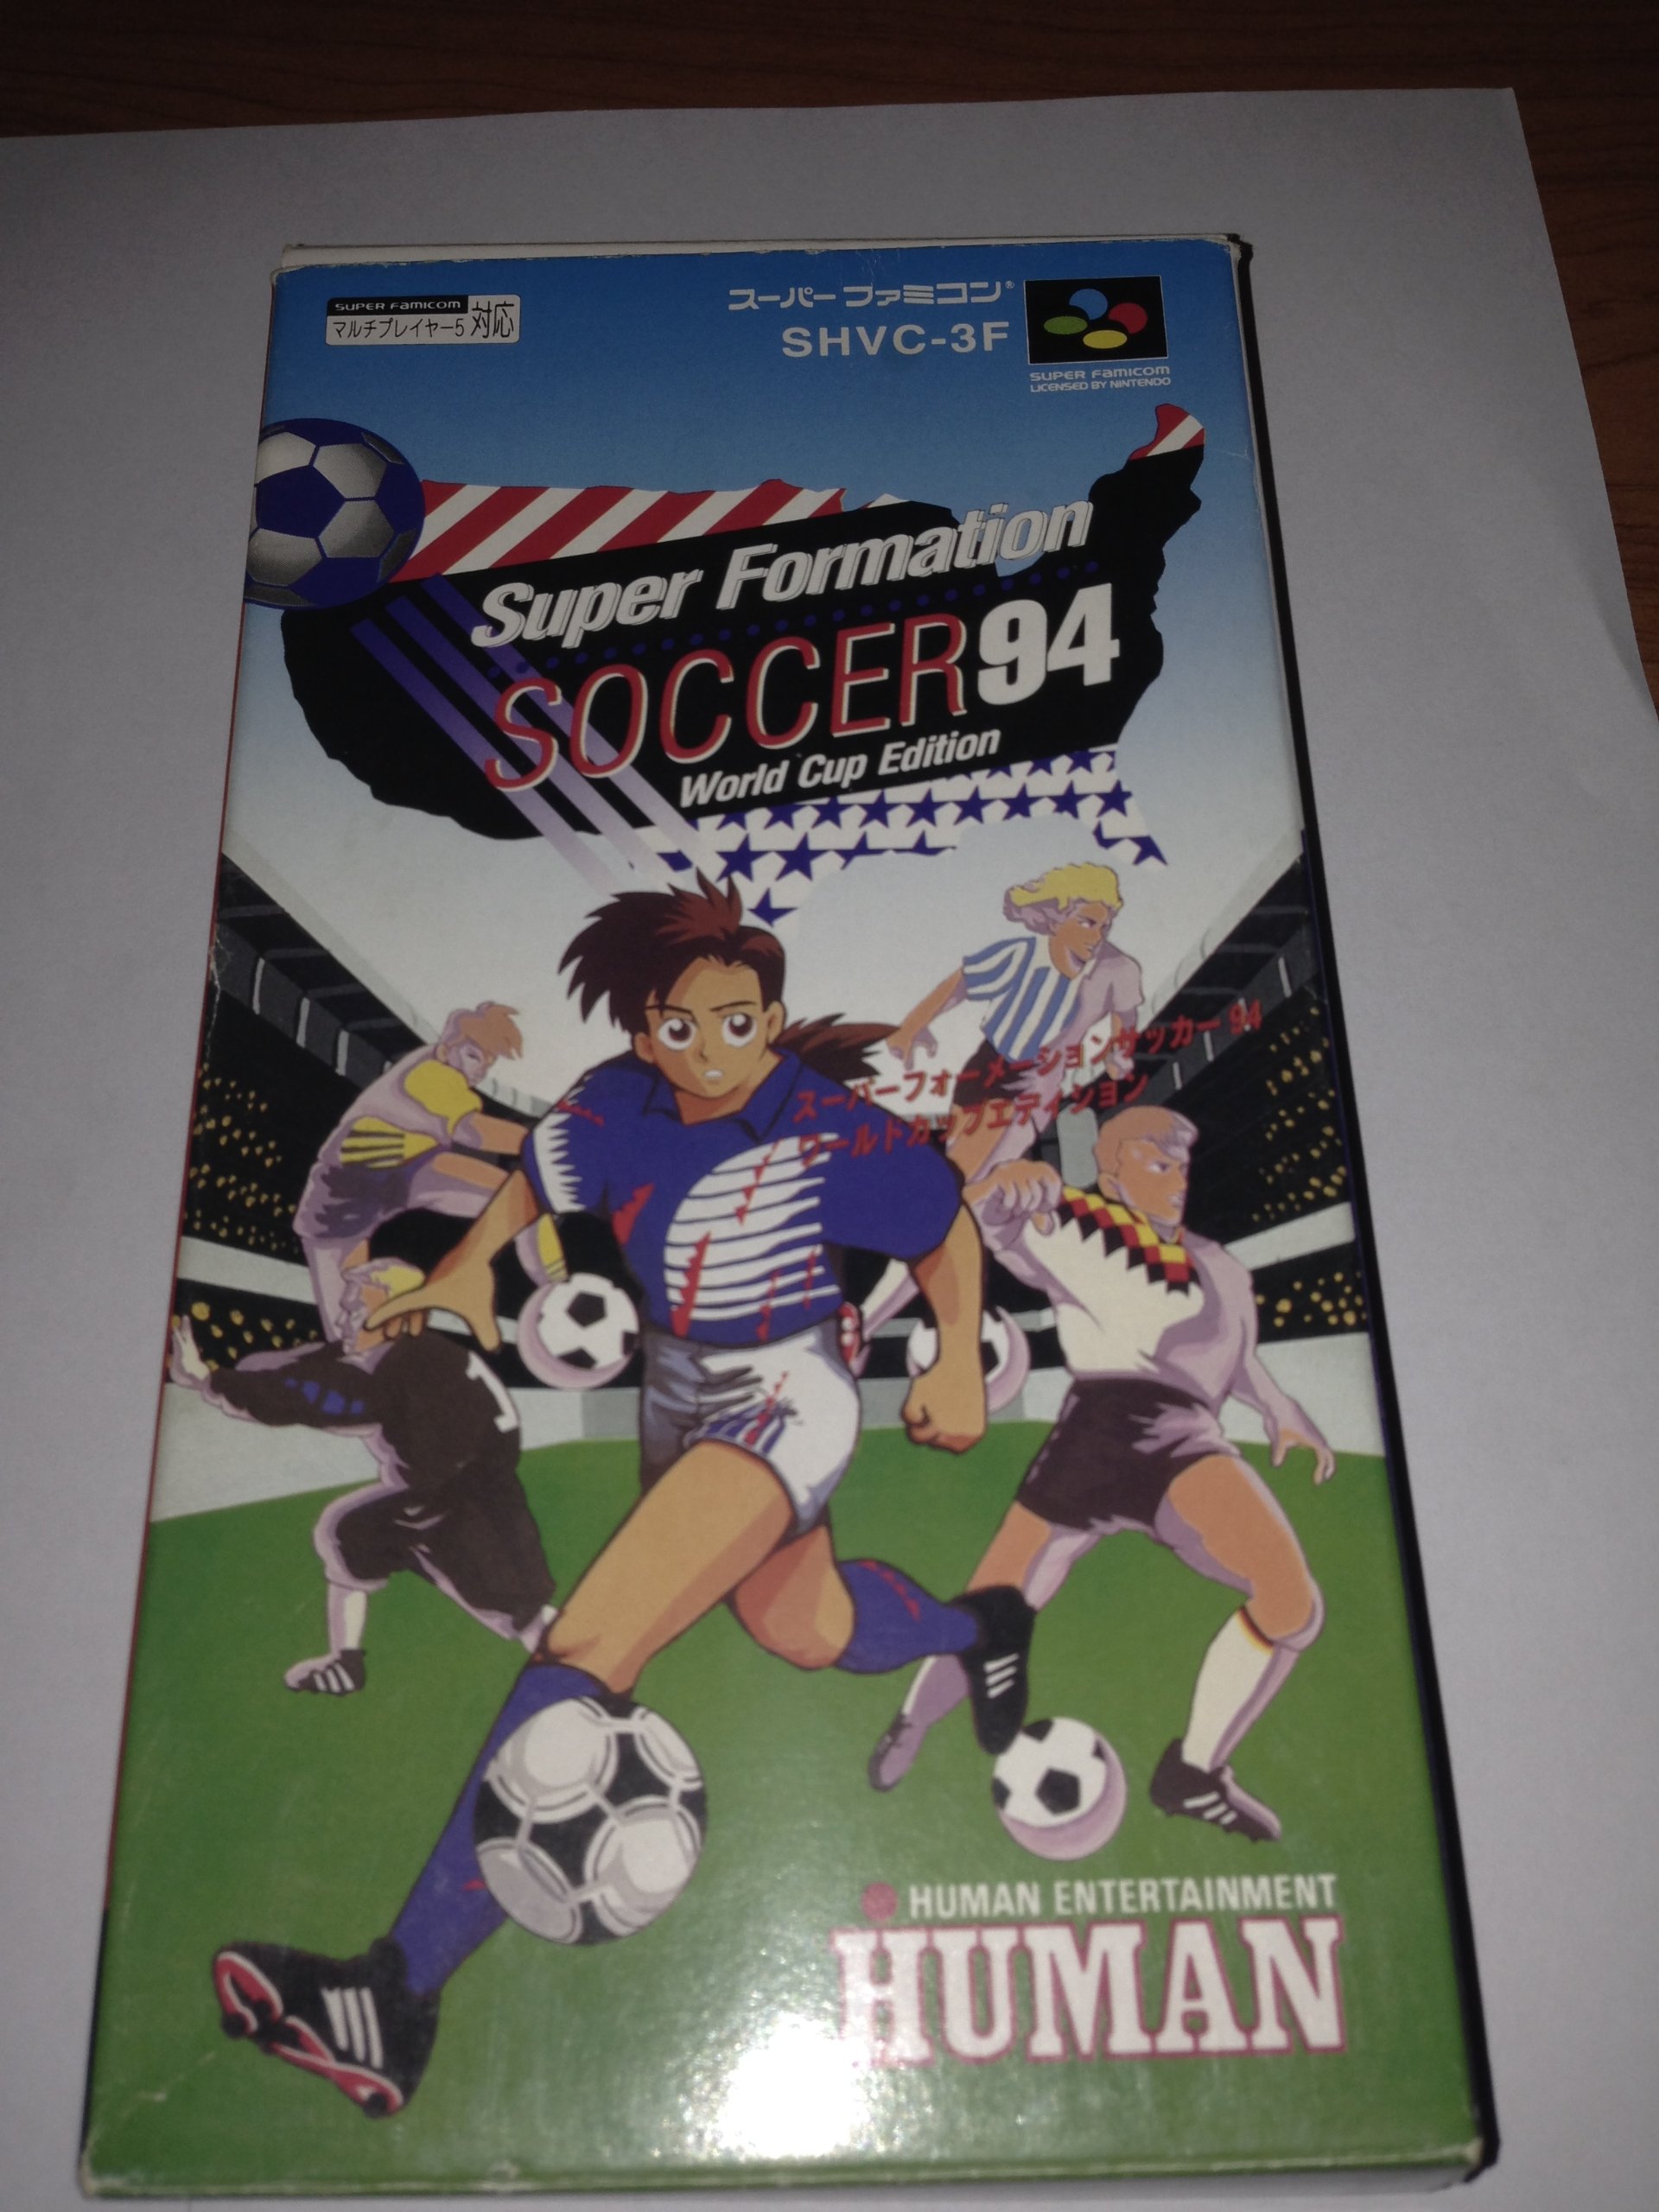 SUPER FAMICOM
マルチプレイヤー5 対応
スーパーファミコン®
SHVC-3F
SUPER FAMICOM
LICENSED BY NINTENDO
Super Formation
SOCCER 94
World Cup Edition
スーパーフォーメーションサッカー94
ワールドカップエディション
1
HUMAN ENTERTAINMENT
HUMAN